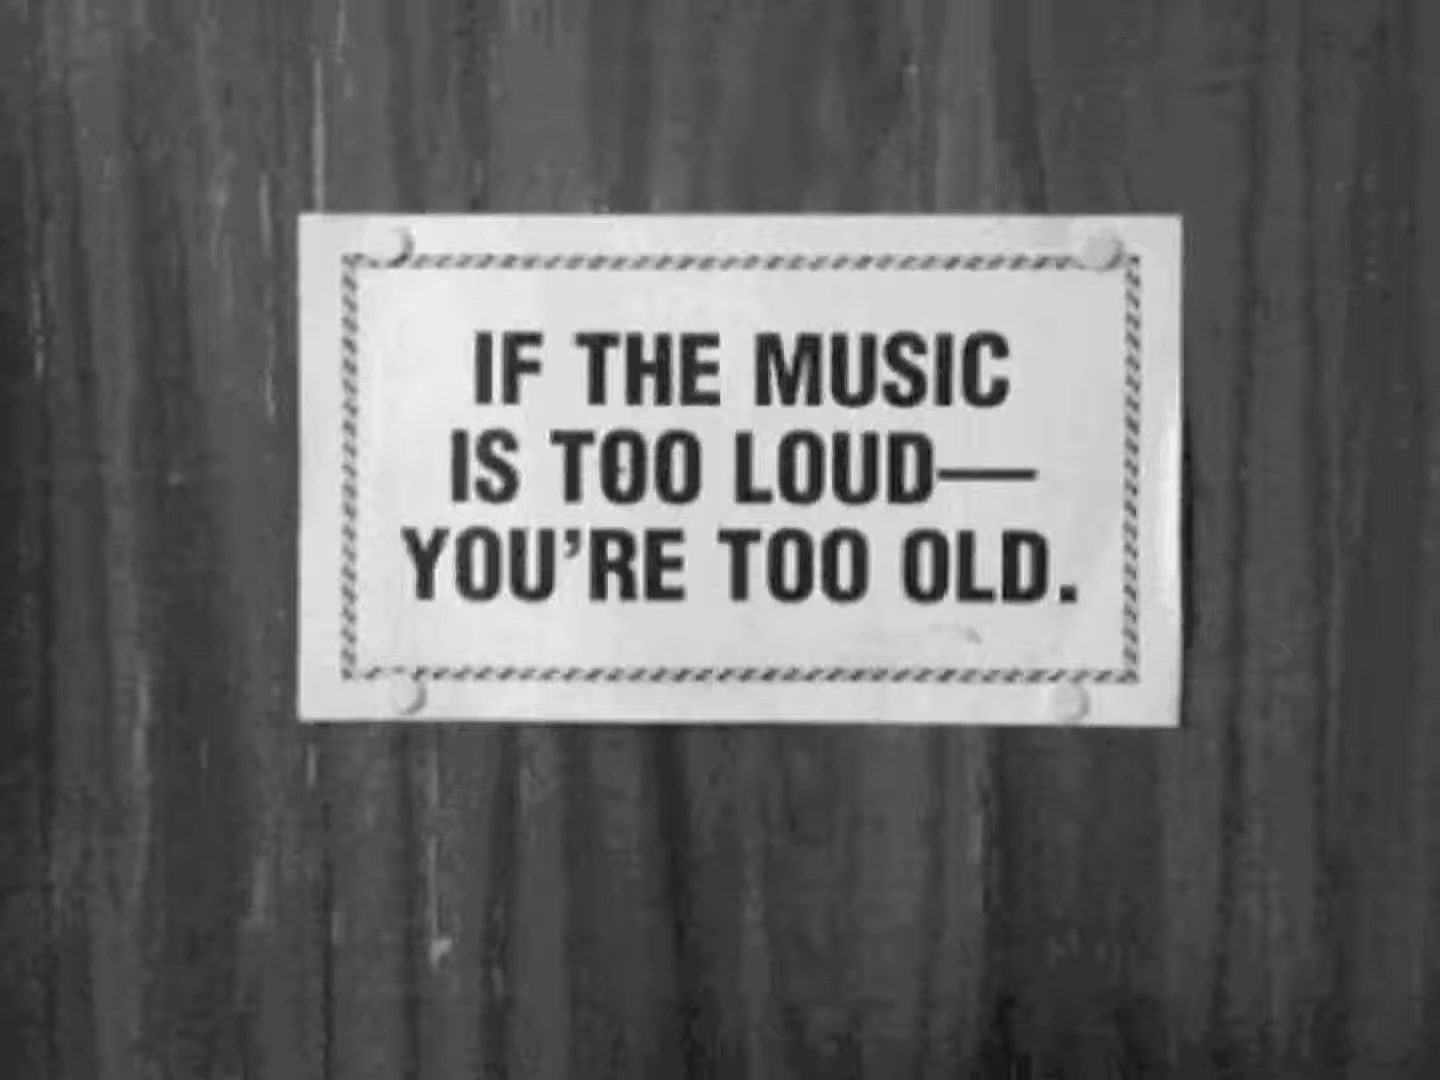 IF THE MUSIC
IS TOO LOUD—
YOU'RE TOO OLD.